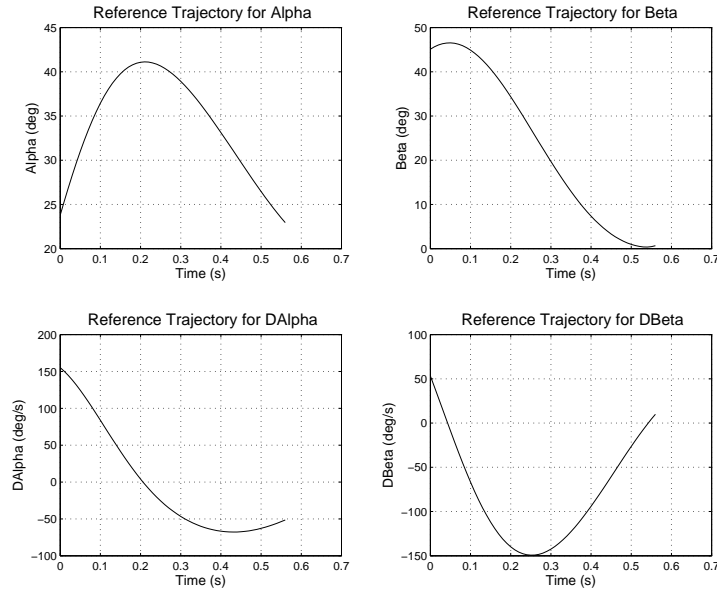 Reference Trajectory for Alpha
45
40
35
30
25
20
Alpha (deg)
0 0.1 0.2 0.3 0.4 0.5 0.6 0.7
Time (s)
Reference Trajectory for Beta
50
40
30
20
10
0
Beta (deg)
0 0.1 0.2 0.3 0.4 0.5 0.6 0.7
Time (s)
Reference Trajectory for DAlpha
200
150
100
50
0
−50
−100
DAlpha (deg/s)
0 0.1 0.2 0.3 0.4 0.5 0.6 0.7
Time (s)
Reference Trajectory for DBeta
100
50
0
−50
−100
−150
DBeta (deg/s)
0 0.1 0.2 0.3 0.4 0.5 0.6 0.7
Time (s)